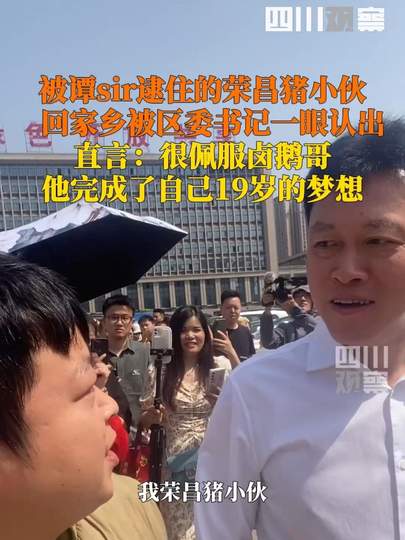 四川观察
被谭sir逮住的荣昌猪小伙
回家乡被区委书记一眼认出
直言：很佩服卤鹅哥
他完成了自己19岁的梦想
四川
观察
我荣昌猪小伙